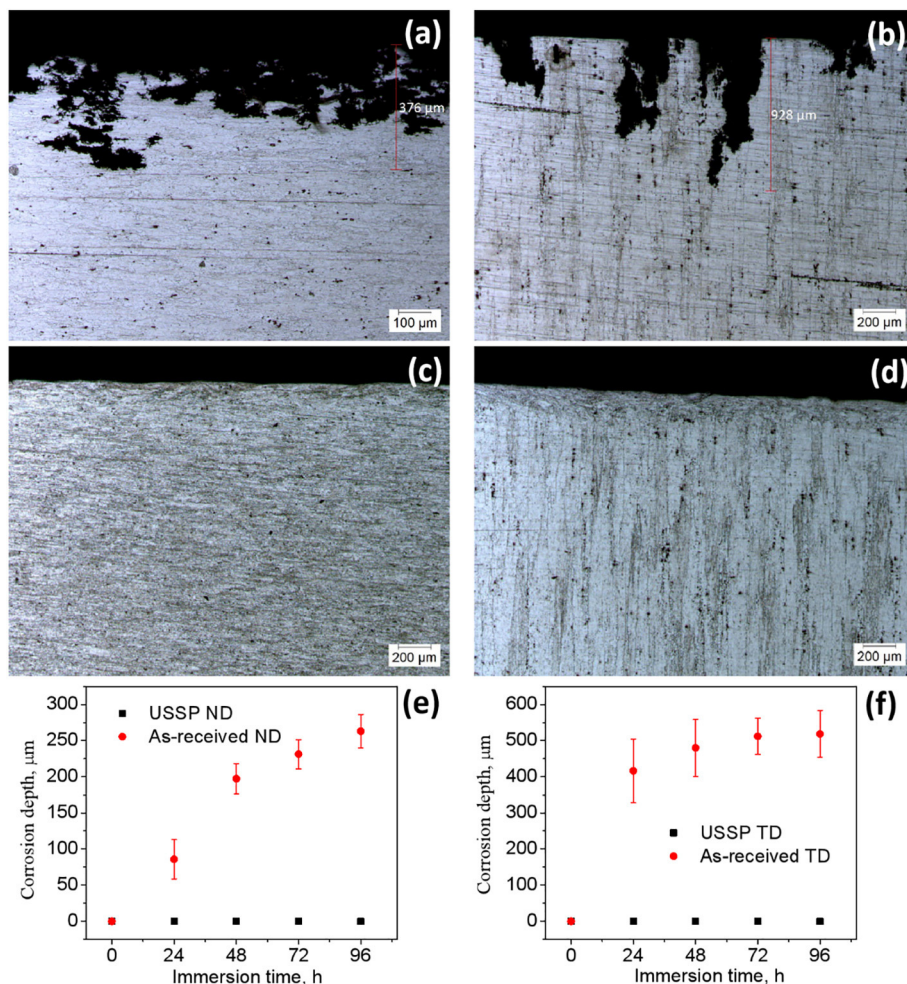 (a)
376 µm
100 µm
(b)
928 µm
200 µm
(c)
200 µm
(d)
200 µm
(e)
USSP ND
As-received ND
300
250
200
150
100
50
0
Corrosion depth, µm
0 24 48 72 96
Immersion time, h
(f)
600
500
400
300
200
100
0
USSP TD
As-received TD
Corrosion depth, µm
0 24 48 72 96
Immersion time, h